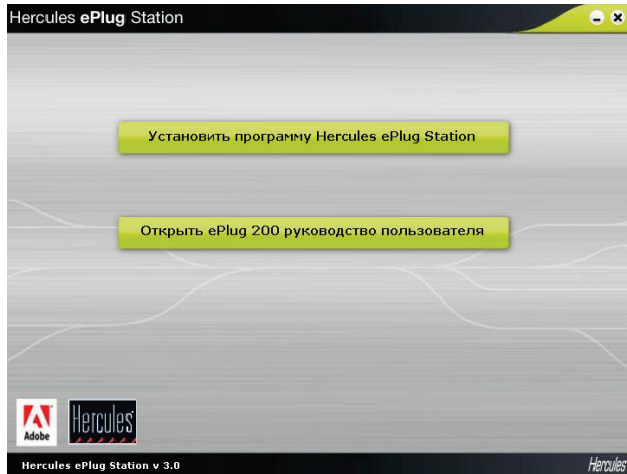 Hercules ePlug Station
Установить программу Hercules ePlug Station
Открыть ePlug 200 руководство пользователя
Adobe
Hercules
Hercules ePlug Station v 3.0
Hercules